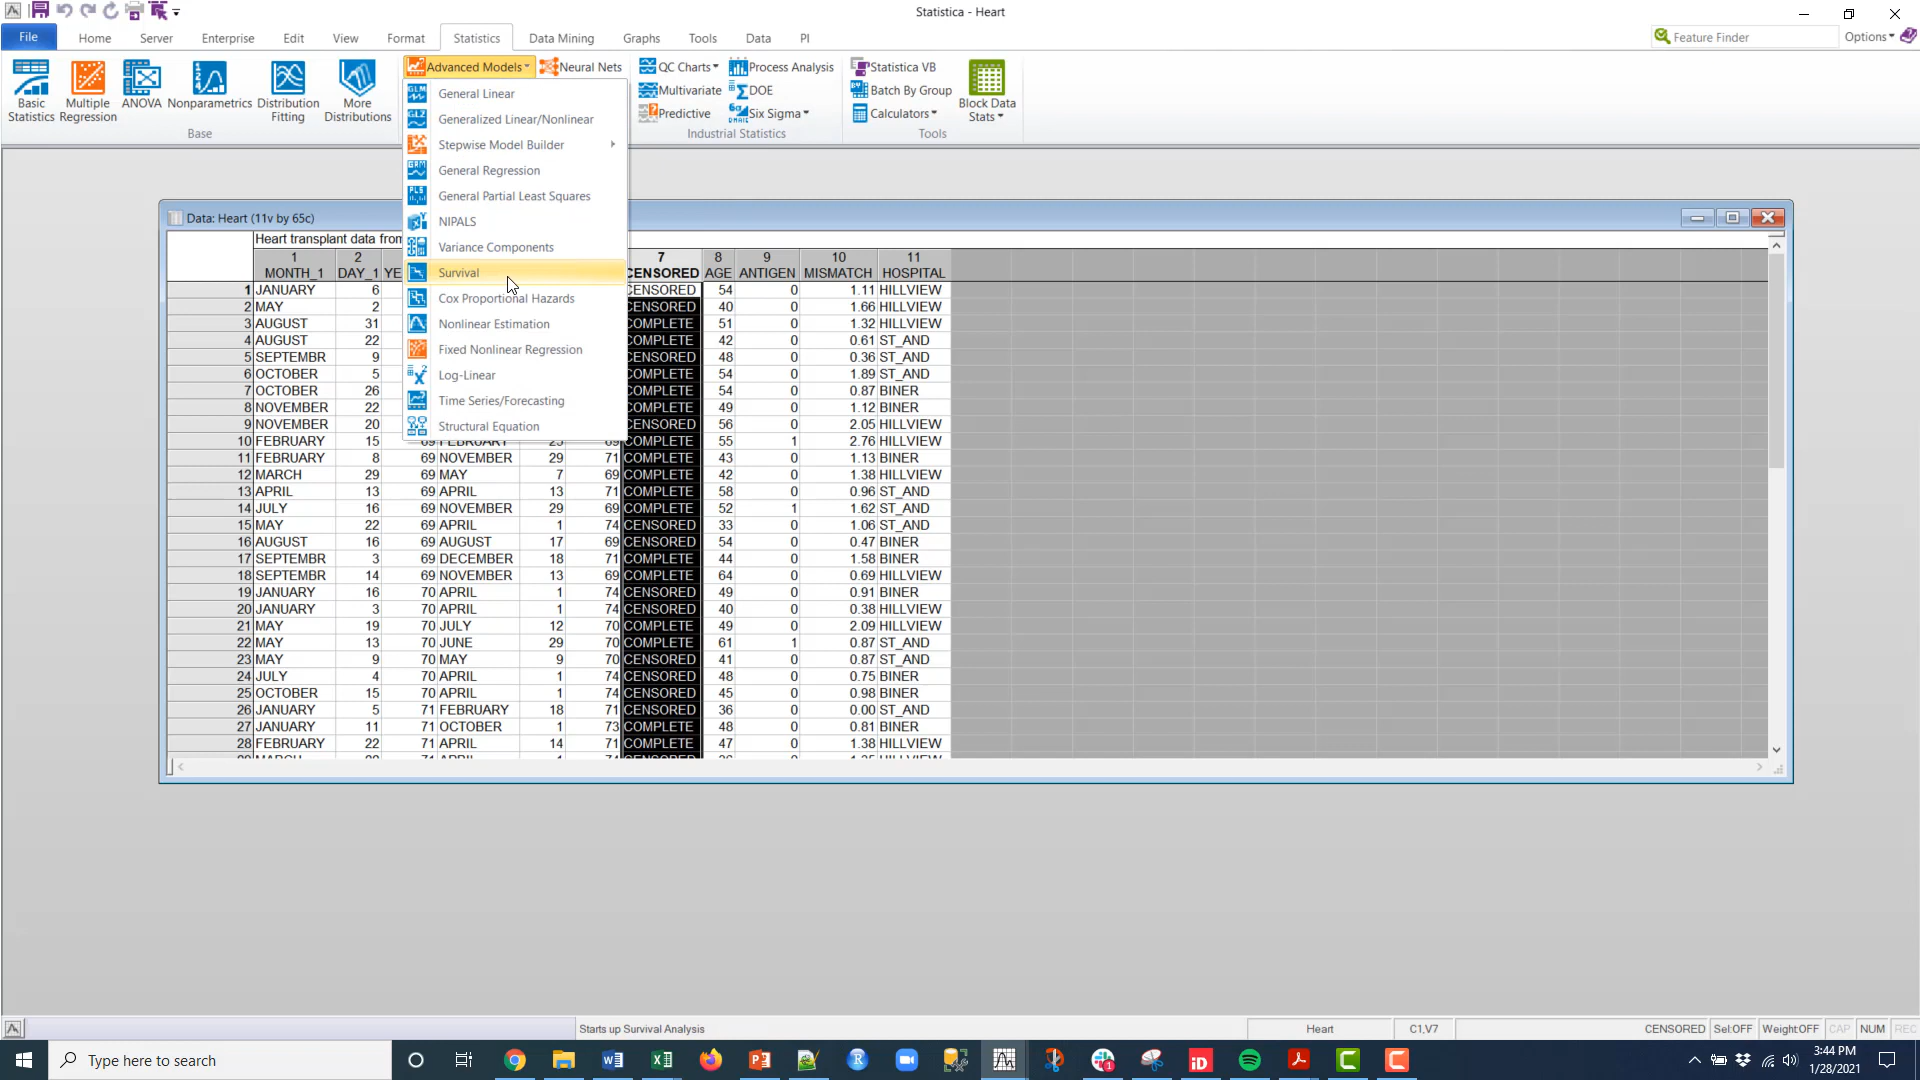 Statistica - Heart
File Home Server Enterprise Edit View Format Statistics Data Mining Graphs Tools Data PI
Feature Finder Options
Basic Statistics
Multiple Regression
ANOVA
Nonparametrics
Distribution Fitting
More Distributions
Base
Advanced Models
Neural Nets
QC Charts
Process Analysis
Multivariate
DOE
Predictive
Six Sigma
Industrial Statistics
Statistica VB
Batch By Group
Calculators
Block Data Stats
Tools
General Linear
Generalized Linear/Nonlinear
Stepwise Model Builder
General Regression
General Partial Least Squares
NIPALS
Variance Components
Survival
Cox Proportional Hazards
Nonlinear Estimation
Fixed Nonlinear Regression
Log-Linear
Time Series/Forecasting
Structural Equation
Data: Heart (11v by 65c)
Heart transplant data from
1 2 7 8 9 10 11
MONTH_1 DAY_1 YE CENSORED AGE ANTIGEN MISMATCH HOSPITAL
1 JANUARY 6 CENSORED 54 0 1.11 HILLVIEW
2 MAY 2 CENSORED 40 0 1.66 HILLVIEW
3 AUGUST 31 COMPLETE 51 0 1.32 HILLVIEW
4 AUGUST 22 COMPLETE 42 0 0.61 ST_AND
5 SEPTEMBR 9 CENSORED 48 0 0.36 ST_AND
6 OCTOBER 5 COMPLETE 54 0 1.89 ST_AND
7 OCTOBER 26 COMPLETE 54 0 0.87 BINER
8 NOVEMBER 22 COMPLETE 49 0 1.12 BINER
9 NOVEMBER 20 CENSORED 56 0 2.05 HILLVIEW
10 FEBRUARY 15 69 FEBRUARY 25 69 COMPLETE 55 1 2.76 HILLVIEW
11 FEBRUARY 8 69 NOVEMBER 29 71 COMPLETE 43 0 1.13 BINER
12 MARCH 29 69 MAY 7 69 COMPLETE 42 0 1.38 HILLVIEW
13 APRIL 13 69 APRIL 13 71 COMPLETE 58 0 0.96 ST_AND
14 JULY 16 69 NOVEMBER 29 69 COMPLETE 52 1 1.62 ST_AND
15 MAY 22 69 APRIL 1 74 CENSORED 33 0 1.06 ST_AND
16 AUGUST 16 69 AUGUST 17 69 CENSORED 54 0 0.47 BINER
17 SEPTEMBR 3 69 DECEMBER 18 71 COMPLETE 44 0 1.58 BINER
18 SEPTEMBR 14 69 NOVEMBER 13 69 COMPLETE 64 0 0.69 HILLVIEW
19 JANUARY 16 70 APRIL 1 74 CENSORED 49 0 0.91 BINER
20 JANUARY 3 70 APRIL 1 74 CENSORED 40 0 0.38 HILLVIEW
21 MAY 19 70 JULY 12 70 COMPLETE 49 0 2.09 HILLVIEW
22 MAY 13 70 JUNE 29 70 COMPLETE 61 1 0.87 ST_AND
23 MAY 9 70 MAY 9 70 CENSORED 41 0 0.87 ST_AND
24 JULY 4 70 APRIL 1 74 CENSORED 48 0 0.75 BINER
25 OCTOBER 15 70 APRIL 1 74 CENSORED 45 0 0.98 BINER
26 JANUARY 5 71 FEBRUARY 18 71 CENSORED 36 0 0.00 ST_AND
27 JANUARY 11 71 OCTOBER 1 73 COMPLETE 48 0 0.81 BINER
28 FEBRUARY 22 71 APRIL 14 71 COMPLETE 47 0 1.38 HILLVIEW
Starts up Survival Analysis Heart C1,V7 CENSORED Sel:OFF Weight:OFF CAP NUM REC
Type here to search
3:44 PM
1/28/2021